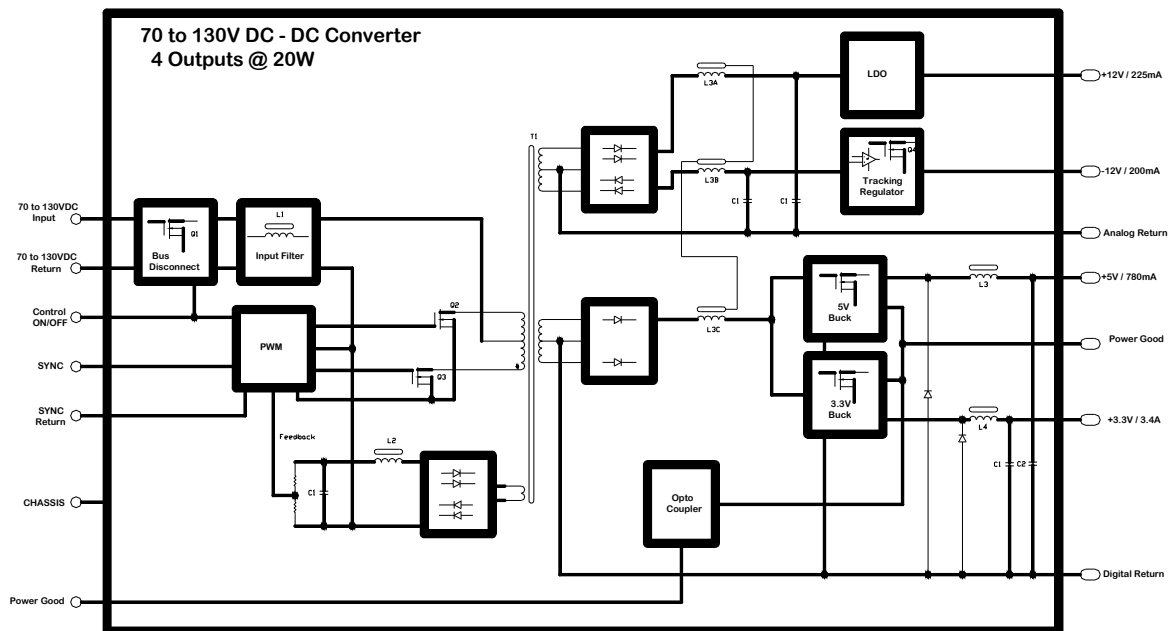 70 to 130V DC - DC Converter
4 Outputs @ 20W
L3A
LDO
+12V / 225mA
T1
Q4
Tracking
Regulator
-12V / 200mA
L3B
C1
C1
70 to 130VDC
Input
Q1
Bus
Disconnect
L1
Input Filter
Analog Return
70 to 130VDC
Return
+5V / 780mA
5V
Buck
L3
L3C
Control
ON/OFF
Q2
PWM
Power Good
SYNC
Q3
3.3V
Buck
SYNC
Return
L4
+3.3V / 3.4A
Feedback
L2
C1
C1
C2
CHASSIS
Opto
Coupler
Digital Return
Power Good